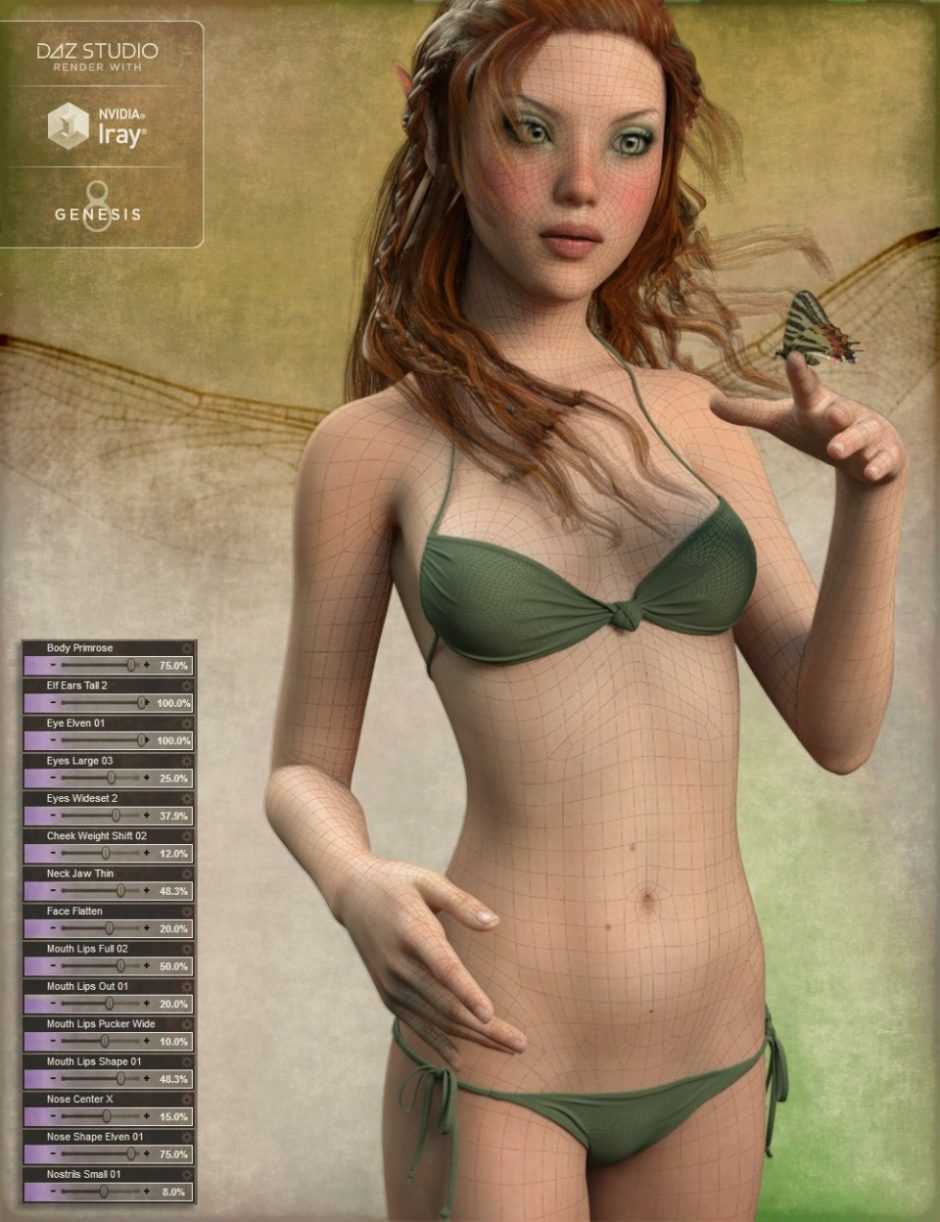 DAZ STUDIO
RENDER WITH
NVIDIA®
Iray®
8
GENESIS
Body Primrose
- + 75.0%
Elf Ears Tall 2
- + 100.0%
Eye Elven 01
- + 100.0%
Eyes Large 03
- + 25.0%
Eyes Wideset 2
- + 37.9%
Cheek Weight Shift 02
- + 12.0%
Neck Jaw Thin
- + 48.3%
Face Flatten
- + 20.0%
Mouth Lips Full 02
- + 50.0%
Mouth Lips Out 01
- + 20.0%
Mouth Lips Pucker Wide
- + 10.0%
Mouth Lips Shape 01
- + 48.3%
Nose Center X
- + 15.0%
Nose Shape Elven 01
- + 75.0%
Nostrils Small 01
- + 8.0%